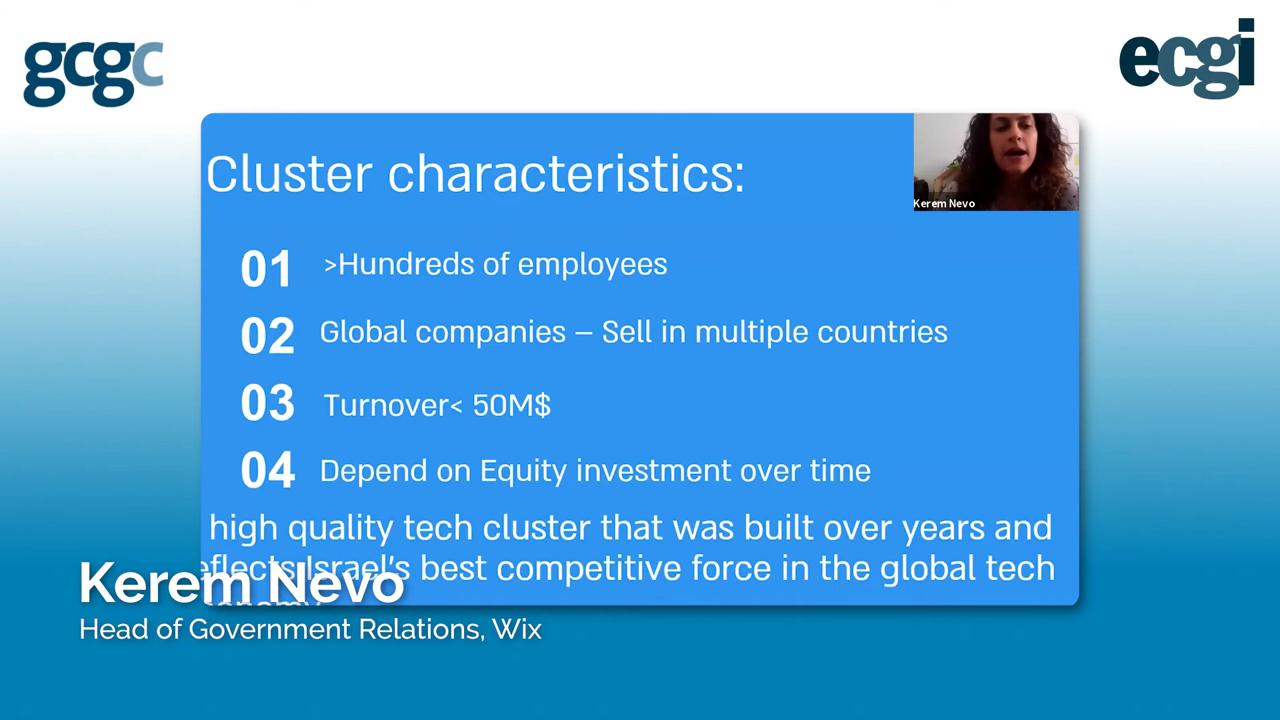 gcgc
ecgi
Cluster characteristics:
Kerem Nevo
01 >Hundreds of employees
02 Global companies – Sell in multiple countries
03 Turnover< 50M$
04 Depend on Equity investment over time
high quality tech cluster that was built over years and
eflects Israel's best competitive force in the global tech
Kerem Nevo
Head of Government Relations, Wix